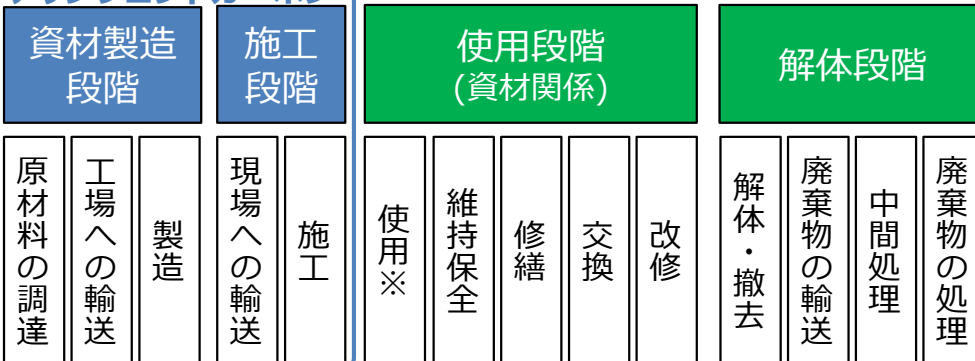 資材製造
段階
施工
段階
使用段階
(資材関係)
解体段階
原材料の調達
工場への輸送
製造
現場への輸送
施工
使用※
維持保全
修繕
交換
改修
解体・撤去
廃棄物の輸送
中間処理
廃棄物の処理